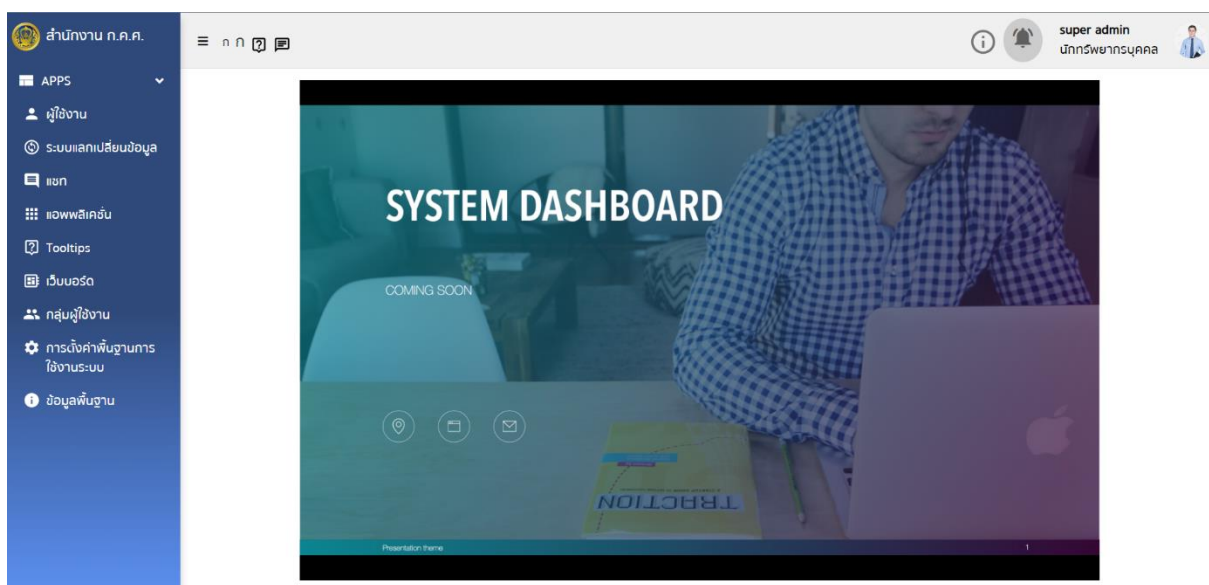 สำนักงาน ก.ค.ศ.
ก ก
super admin
นักทรัพยากรบุคคล
APPS
ผู้ใช้งาน
ระบบแลกเปลี่ยนข้อมูล
แชท
แอพพลิเคชั่น
Tooltips
เว็บบอร์ด
กลุ่มผู้ใช้งาน
การตั้งค่าพื้นฐานการ
ใช้งานระบบ
ข้อมูลพื้นฐาน
SYSTEM DASHBOARD
COMING SOON
TRACTION
Presentation theme
1